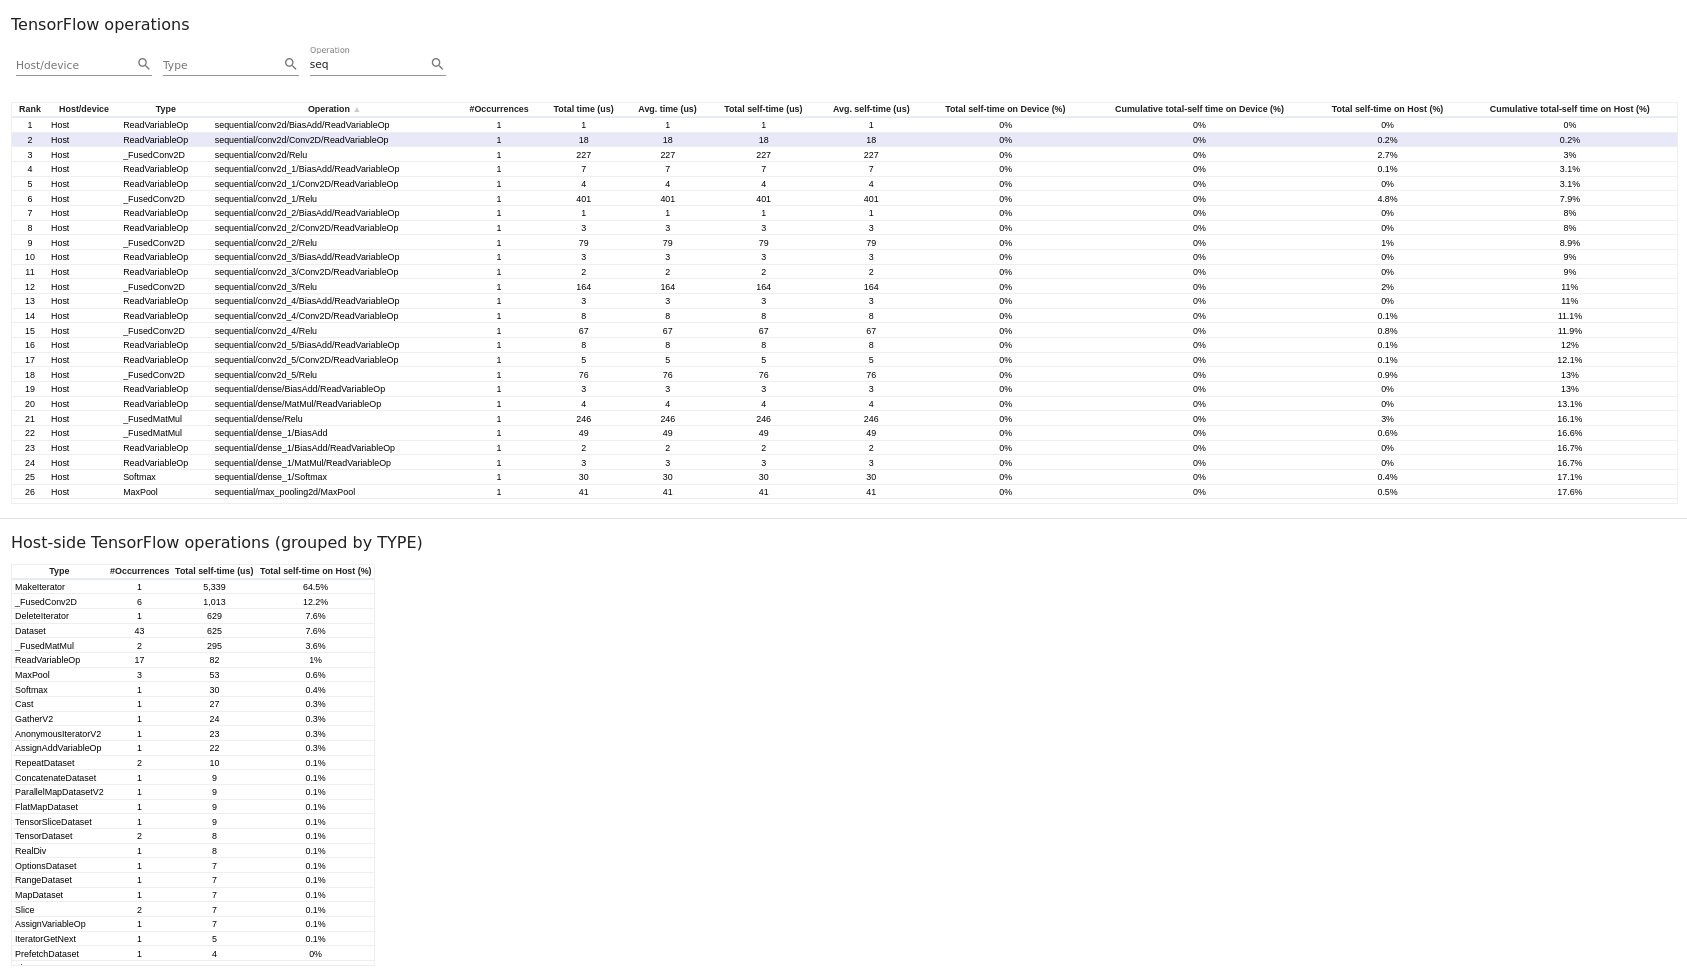 TensorFlow operations
Operation
Host/device Type seq
Rank Host/device Type Operation ▲ #Occurrences Total time (us) Avg. time (us) Total self-time (us) Avg. self-time (us) Total self-time on Device (%) Cumulative total-self time on Device (%) Total self-time on Host (%) Cumulative total-self time on Host (%)
1 Host ReadVariableOp sequential/conv2d/BiasAdd/ReadVariableOp 1 1 1 1 1 0% 0% 0% 0%
2 Host ReadVariableOp sequential/conv2d/Conv2D/ReadVariableOp 1 18 18 18 18 0% 0% 0.2% 0.2%
3 Host _FusedConv2D sequential/conv2d/Relu 1 227 227 227 227 0% 0% 2.7% 3%
4 Host ReadVariableOp sequential/conv2d_1/BiasAdd/ReadVariableOp 1 7 7 7 7 0% 0% 0.1% 3.1%
5 Host ReadVariableOp sequential/conv2d_1/Conv2D/ReadVariableOp 1 4 4 4 4 0% 0% 0% 3.1%
6 Host _FusedConv2D sequential/conv2d_1/Relu 1 401 401 401 401 0% 0% 4.8% 7.9%
7 Host ReadVariableOp sequential/conv2d_2/BiasAdd/ReadVariableOp 1 1 1 1 1 0% 0% 0% 8%
8 Host ReadVariableOp sequential/conv2d_2/Conv2D/ReadVariableOp 1 3 3 3 3 0% 0% 0% 8%
9 Host _FusedConv2D sequential/conv2d_2/Relu 1 79 79 79 79 0% 0% 1% 8.9%
10 Host ReadVariableOp sequential/conv2d_3/BiasAdd/ReadVariableOp 1 3 3 3 3 0% 0% 0% 9%
11 Host ReadVariableOp sequential/conv2d_3/Conv2D/ReadVariableOp 1 2 2 2 2 0% 0% 0% 9%
12 Host _FusedConv2D sequential/conv2d_3/Relu 1 164 164 164 164 0% 0% 2% 11%
13 Host ReadVariableOp sequential/conv2d_4/BiasAdd/ReadVariableOp 1 3 3 3 3 0% 0% 0% 11%
14 Host ReadVariableOp sequential/conv2d_4/Conv2D/ReadVariableOp 1 8 8 8 8 0% 0% 0.1% 11.1%
15 Host _FusedConv2D sequential/conv2d_4/Relu 1 67 67 67 67 0% 0% 0.8% 11.9%
16 Host ReadVariableOp sequential/conv2d_5/BiasAdd/ReadVariableOp 1 8 8 8 8 0% 0% 0.1% 12%
17 Host ReadVariableOp sequential/conv2d_5/Conv2D/ReadVariableOp 1 5 5 5 5 0% 0% 0.1% 12.1%
18 Host _FusedConv2D sequential/conv2d_5/Relu 1 76 76 76 76 0% 0% 0.9% 13%
19 Host ReadVariableOp sequential/dense/BiasAdd/ReadVariableOp 1 3 3 3 3 0% 0% 0% 13%
20 Host ReadVariableOp sequential/dense/MatMul/ReadVariableOp 1 4 4 4 4 0% 0% 0% 13.1%
21 Host _FusedMatMul sequential/dense/Relu 1 246 246 246 246 0% 0% 3% 16.1%
22 Host _FusedMatMul sequential/dense_1/BiasAdd 1 49 49 49 49 0% 0% 0.6% 16.6%
23 Host ReadVariableOp sequential/dense_1/BiasAdd/ReadVariableOp 1 2 2 2 2 0% 0% 0% 16.7%
24 Host ReadVariableOp sequential/dense_1/MatMul/ReadVariableOp 1 3 3 3 3 0% 0% 0% 16.7%
25 Host Softmax sequential/dense_1/Softmax 1 30 30 30 30 0% 0% 0.4% 17.1%
26 Host MaxPool sequential/max_pooling2d/MaxPool 1 41 41 41 41 0% 0% 0.5% 17.6%
Host-side TensorFlow operations (grouped by TYPE)
Type #Occurrences Total self-time (us) Total self-time on Host (%)
MakeIterator 1 5,339 64.5%
_FusedConv2D 6 1,013 12.2%
DeleteIterator 1 629 7.6%
Dataset 43 625 7.6%
_FusedMatMul 2 295 3.6%
ReadVariableOp 17 82 1%
MaxPool 3 53 0.6%
Softmax 1 30 0.4%
Cast 1 27 0.3%
GatherV2 1 24 0.3%
AnonymousIteratorV2 1 23 0.3%
AssignAddVariableOp 1 22 0.3%
RepeatDataset 2 10 0.1%
ConcatenateDataset 1 9 0.1%
ParallelMapDatasetV2 1 9 0.1%
FlatMapDataset 1 9 0.1%
TensorSliceDataset 1 9 0.1%
TensorDataset 2 8 0.1%
RealDiv 1 8 0.1%
OptionsDataset 1 7 0.1%
RangeDataset 1 7 0.1%
MapDataset 1 7 0.1%
Slice 2 7 0.1%
AssignVariableOp 1 7 0.1%
IteratorGetNext 1 5 0.1%
PrefetchDataset 1 4 0%